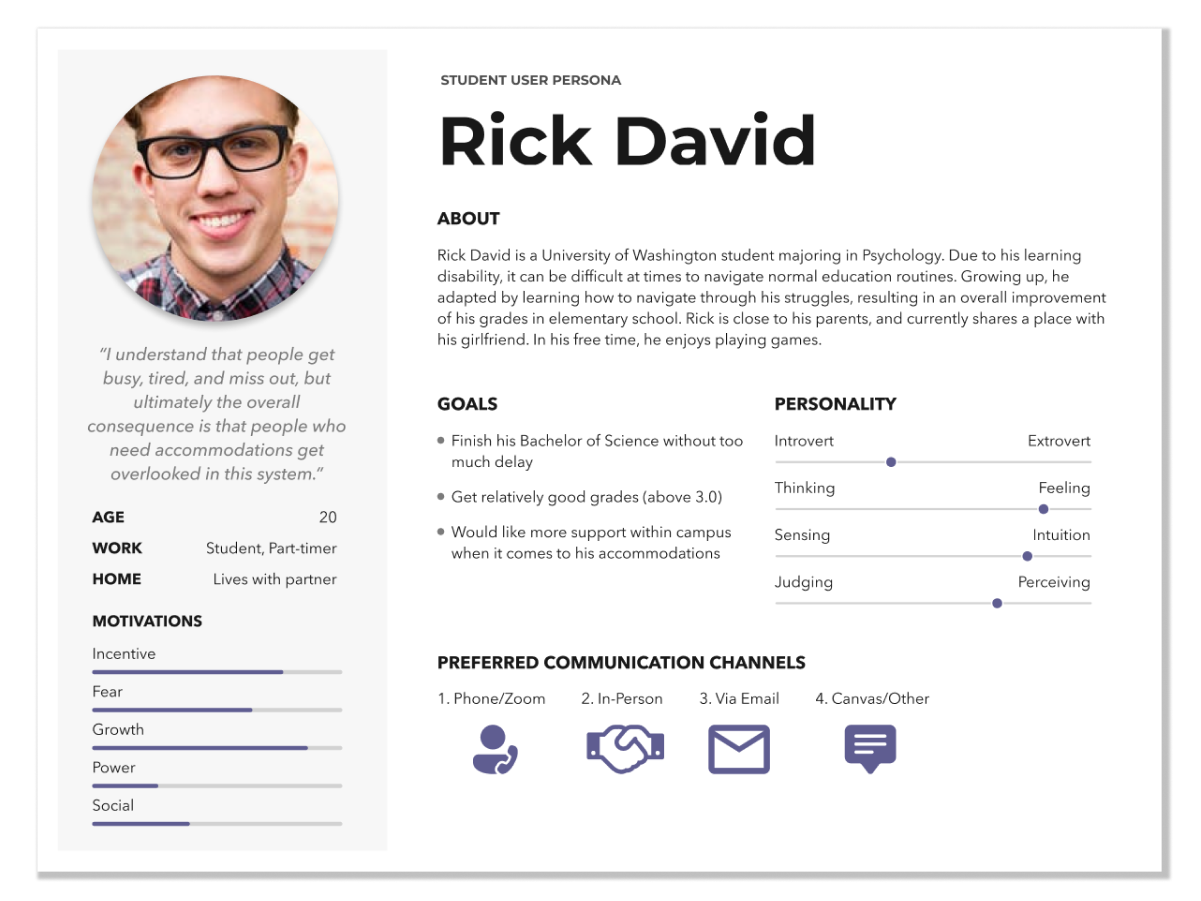 STUDENT USER PERSONA
Rick David
ABOUT
Rick David is a University of Washington student majoring in Psychology. Due to his learning
disability, it can be difficult at times to navigate normal education routines. Growing up, he
adapted by learning how to navigate through his struggles, resulting in an overall improvement
of his grades in elementary school. Rick is close to his parents, and currently shares a place with
his girlfriend. In his free time, he enjoys playing games.
“I understand that people get
busy, tired, and miss out, but
ultimately the overall
consequence is that people who
need accommodations get
overlooked in this system.”
AGE 20
WORK Student, Part-timer
HOME Lives with partner
MOTIVATIONS
Incentive
Fear
Growth
Power
Social
GOALS
Finish his Bachelor of Science without too
much delay
Get relatively good grades (above 3.0)
Would like more support within campus
when it comes to his accommodations
PERSONALITY
Introvert Extrovert
Thinking Feeling
Sensing Intuition
Judging Perceiving
PREFERRED COMMUNICATION CHANNELS
1. Phone/Zoom 2. In-Person 3. Via Email 4. Canvas/Other